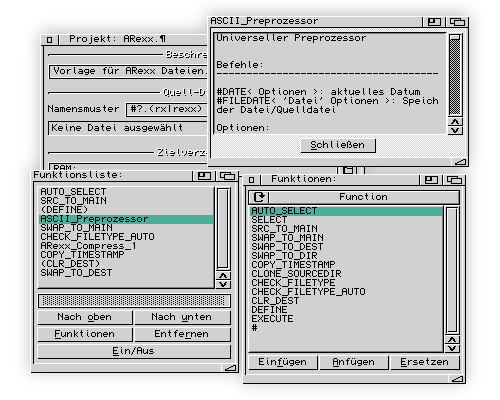 ASCII_Preprozessor
Universeller Preprozessor
Befehle:
#DATE< Optionen >: aktuelles Datum
#FILEDATE< 'Datei' Optionen >: Speich
der Datei/Quelldatei
Optionen:
Schließen
Projekt: ARexx.¶
Beschre
Vorlage für ARexx Dateien.
Quell-D
Namensmuster #?.(rx|rexx)
Keine Datei ausgewählt
Zielverz
RAM:
Funktionsliste:
AUTO_SELECT
SRC_TO_MAIN
(DEFINE)
ASCII_Preprozessor
SWAP_TO_MAIN
CHECK_FILETYPE_AUTO
ARexx_Compress_1
COPY_TIMESTAMP
(CLR_DEST)
SWAP_TO_DEST
Nach oben
Nach unten
Funktionen
Entfernen
Ein/Aus
Funktionen:
Function
AUTO_SELECT
SELECT
SRC_TO_MAIN
SWAP_TO_MAIN
SWAP_TO_DEST
SWAP_TO_DIR
COPY_TIMESTAMP
CLONE_SOURCEDIR
CHECK_FILETYPE
CHECK_FILETYPE_AUTO
CLR_DEST
DEFINE
EXECUTE
#
Einfügen
Anfügen
Ersetzen